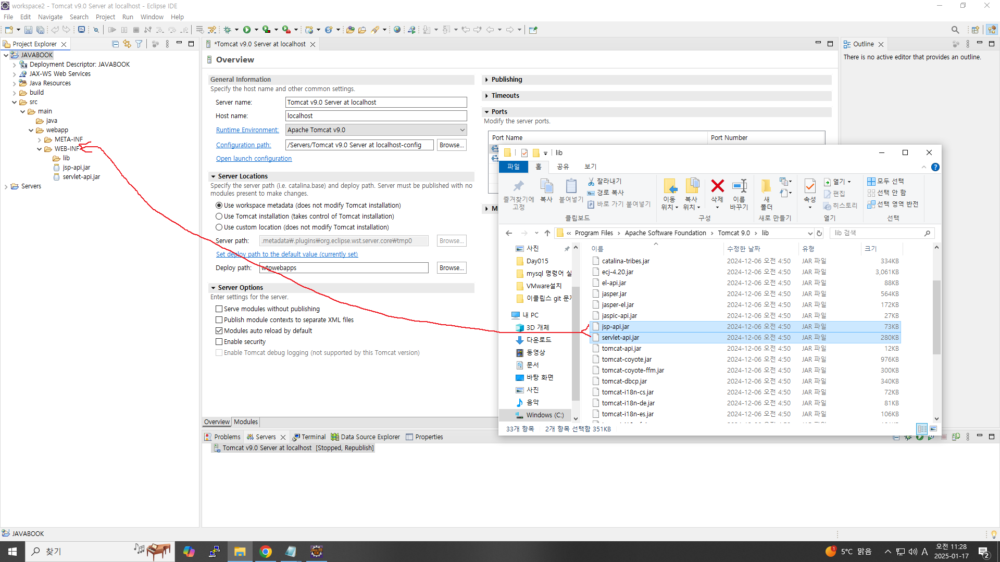 workspace2 - Tomcat v9.0 Server at localhost - Eclipse IDE
File Edit Navigate Search Project Run Window Help
Project Explorer
JAVABOOK
Deployment Descriptor: JAVABOOK
JAX-WS Web Services
Java Resources
build
src
main
java
webapp
META-INF
WEB-INF
lib
jsp-api.jar
servlet-api.jar
Servers
*Tomcat v9.0 Server at localhost
Overview
General Information
Specify the host name and other common settings.
Server name: Tomcat v9.0 Server at localhost
Host name: localhost
Runtime Environment: Apache Tomcat v9.0
Configuration path: /Servers/Tomcat v9.0 Server at localhost-config Browse...
Open launch configuration
Server Locations
Specify the server path (i.e. catalina.base) and deploy path. Server must be published with no
modules present to make changes.
Use workspace metadata (does not modify Tomcat installation)
Use Tomcat installation (takes control of Tomcat installation)
Use custom location (does not modify Tomcat installation)
Server path: .metadata₩.plugins₩org.eclipse.wst.server.core₩tmp0 Browse...
Set deploy path to the default value (currently set)
Deploy path: wtpwebapps Browse...
Server Options
Enter settings for the server.
Serve modules without publishing
Publish module contexts to separate XML files
Modules auto reload by default
Enable security
Enable Tomcat debug logging (not supported by this Tomcat version)
Overview Modules
Publishing
Timeouts
Ports
Modify the server ports.
Port Name Port Number
M
Outline
There is no active editor that provides an outline.
lib
파일 홈 공유 보기
즐겨찾기에
고정
복사
붙여넣기
잘라내기
경로 복사
바로 가기 붙여넣기
클립보드
이동
위치
복사
위치
삭제
이름
바꾸기
구성
새
폴더
새로 만들기
속성
열기
편집
히스토리
열기
모두 선택
선택 안 함
선택 영역 반전
선택
« Program Files › Apache Software Foundation › Tomcat 9.0 › lib
lib 검색
사진
Day015
mysql 명령어 실
VMware설치
이클립스 git 문
내 PC
3D 개체
다운로드
동영상
문서
바탕 화면
사진
음악
Windows (C:)
이름 수정한 날짜 유형 크기
catalina-tribes.jar 2024-12-06 오전 4:50 JAR 파일 334KB
ecj-4.20.jar 2024-12-06 오전 4:50 JAR 파일 3,061KB
el-api.jar 2024-12-06 오전 4:50 JAR 파일 88KB
jasper.jar 2024-12-06 오전 4:50 JAR 파일 564KB
jasper-el.jar 2024-12-06 오전 4:50 JAR 파일 172KB
jaspic-api.jar 2024-12-06 오전 4:50 JAR 파일 27KB
jsp-api.jar 2024-12-06 오전 4:50 JAR 파일 73KB
servlet-api.jar 2024-12-06 오전 4:50 JAR 파일 280KB
tomcat-api.jar 2024-12-06 오전 4:50 JAR 파일 12KB
tomcat-coyote.jar 2024-12-06 오전 4:50 JAR 파일 976KB
tomcat-coyote-ffm.jar 2024-12-06 오전 4:50 JAR 파일 300KB
tomcat-dbcp.jar 2024-12-06 오전 4:50 JAR 파일 340KB
tomcat-i18n-cs.jar 2024-12-06 오전 4:50 JAR 파일 72KB
tomcat-i18n-de.jar 2024-12-06 오전 4:50 JAR 파일 81KB
tomcat-i18n-es.jar 2024-12-06 오전 4:50 JAR 파일 106KB
33개 항목 2개 항목 선택함 351KB
Problems Servers Terminal Data Source Explorer Properties
Tomcat v9.0 Server at localhost [Stopped, Republish]
JAVABOOK
찾기
1
5°C 맑음
A
오전 11:28
2025-01-17
2